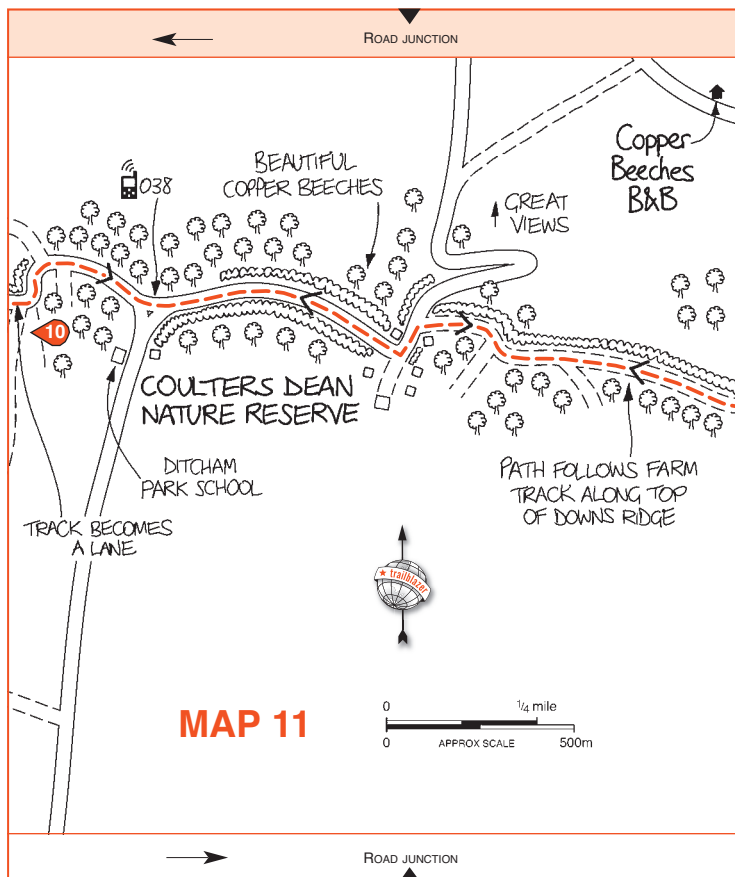 ROAD JUNCTION
038
BEAUTIFUL
COPPER BEECHES
Copper
Beeches
B&B
GREAT
VIEWS
10
COULTERS DEAN
NATURE RESERVE
DITCHAM
PARK SCHOOL
PATH FOLLOWS FARM
TRACK ALONG TOP
OF DOWNS RIDGE
TRACK BECOMES
A LANE
★ trailblazer
MAP 11
0 1/4 mile
0 APPROX SCALE 500m
ROAD JUNCTION